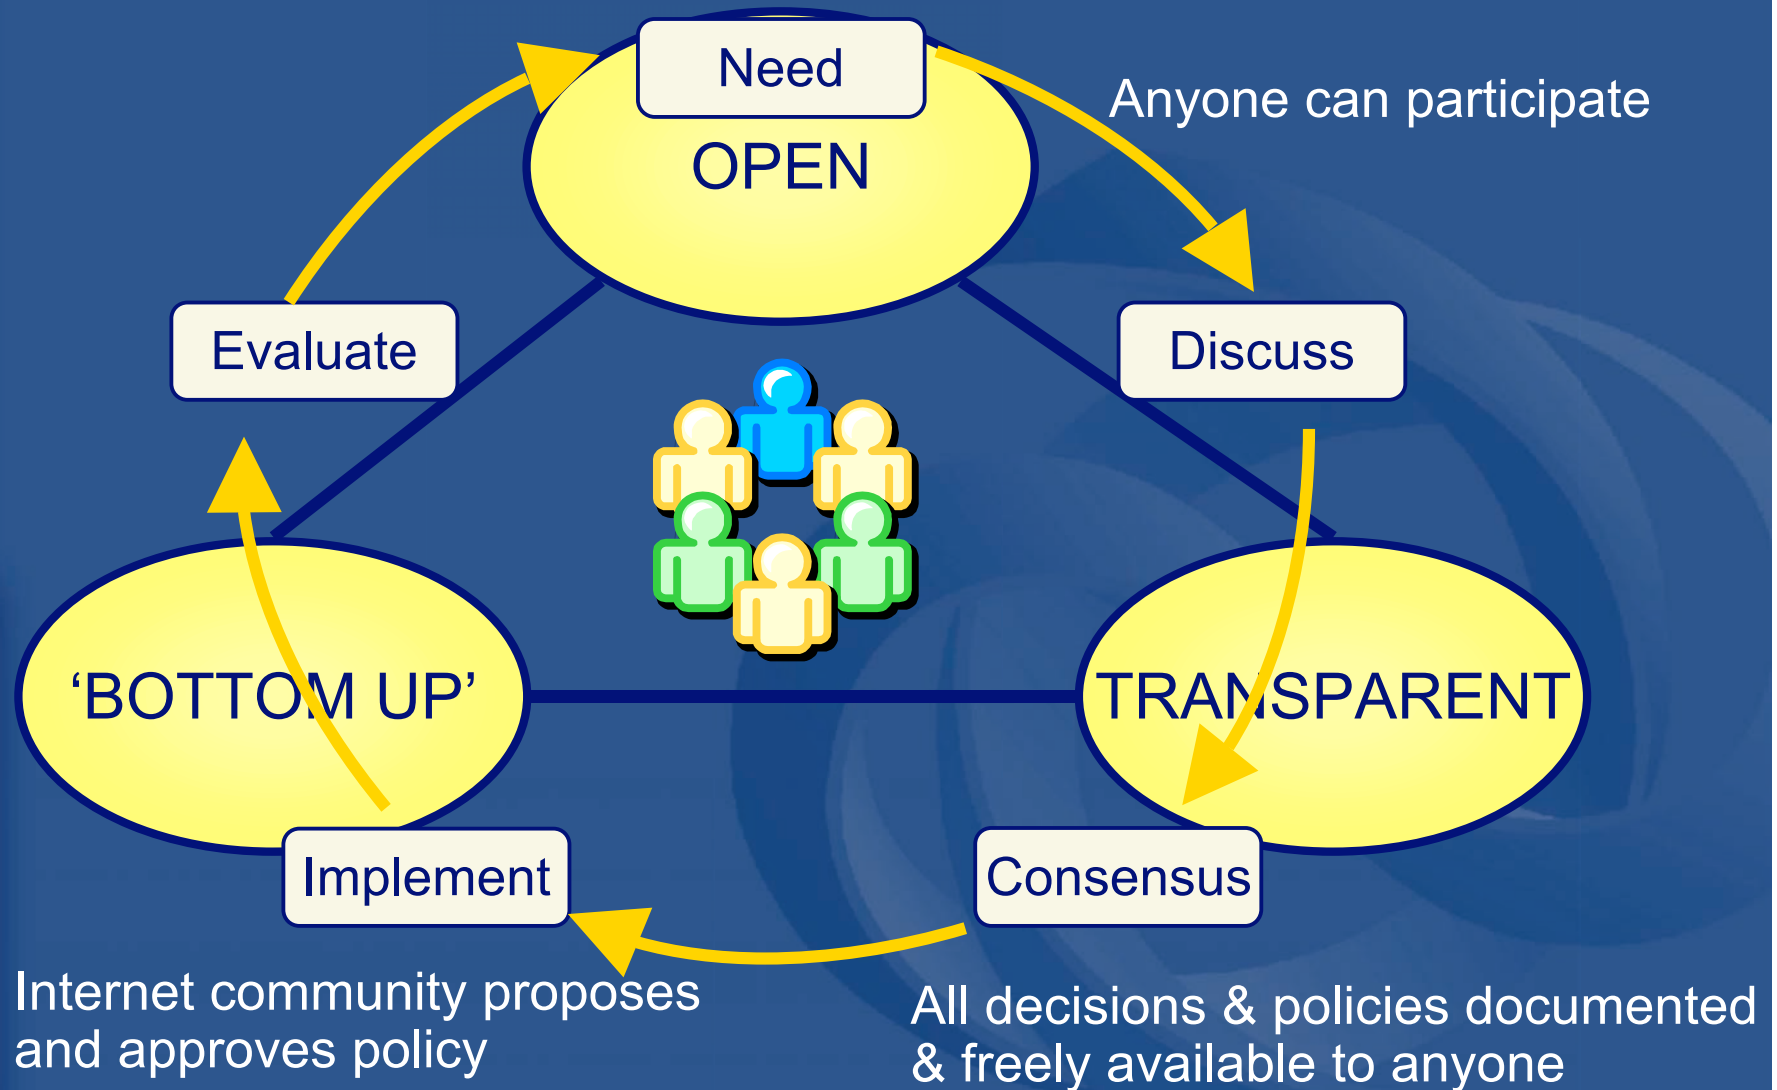 Need
OPEN
Anyone can participate
Evaluate
Discuss
‘BOTTOM UP’
TRANSPARENT
Implement
Consensus
Internet community proposes
and approves policy
All decisions & policies documented
& freely available to anyone